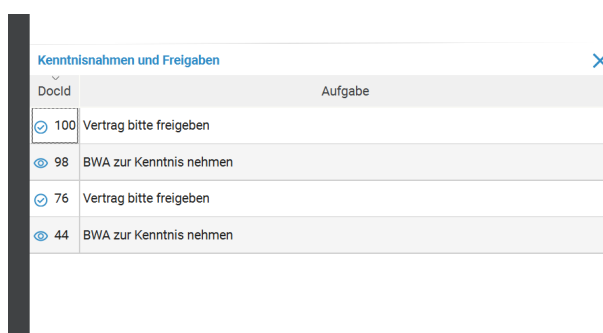 Kenntnisnahmen und Freigaben
DocId Aufgabe
100 Vertrag bitte freigeben
98 BWA zur Kenntnis nehmen
76 Vertrag bitte freigeben
44 BWA zur Kenntnis nehmen